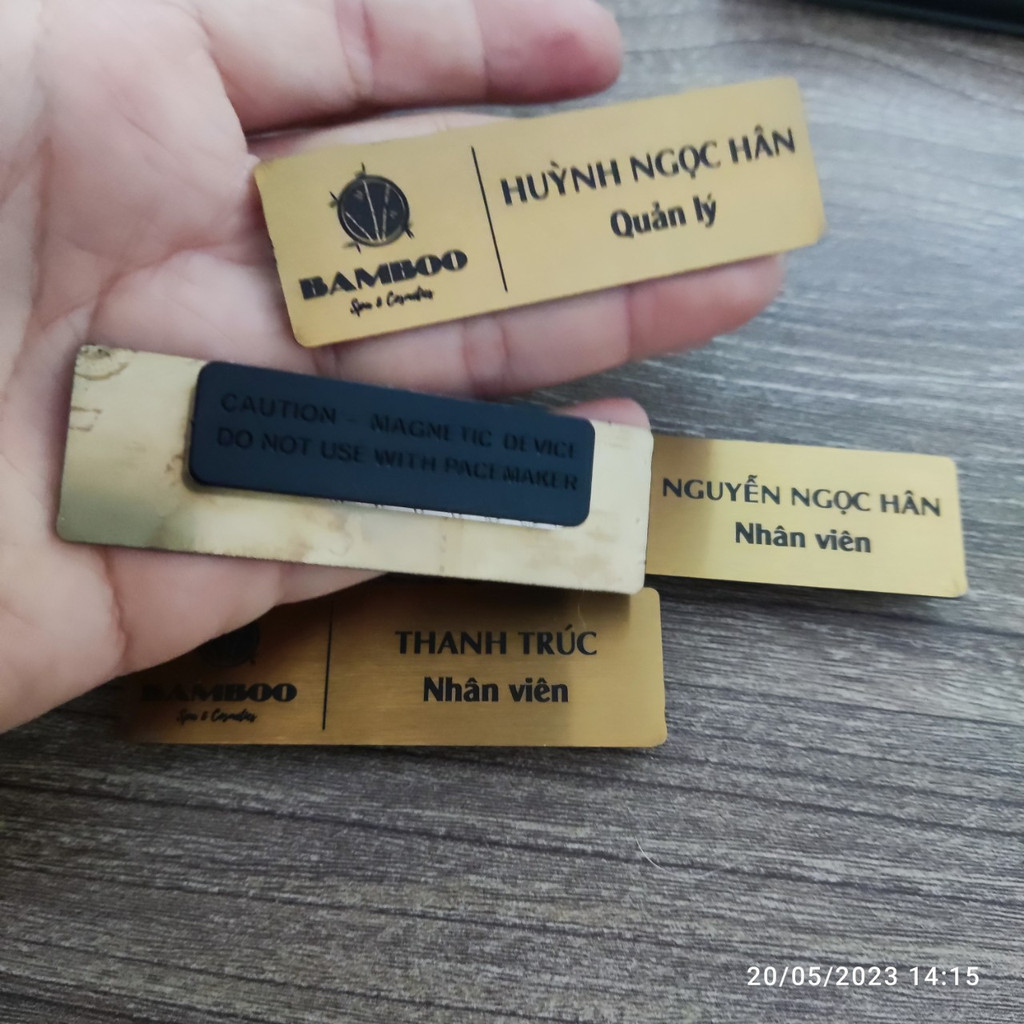 BAMBOO
Spa & Cosmetics
HUỲNH NGỌC HÂN
Quản lý
CAUTION - MAGNETIC DEVICE
DO NOT USE WITH PACEMAKER
NGUYỄN NGỌC HÂN
Nhân viên
BAMBOO
Spa & Cosmetics
THANH TRÚC
Nhân viên
20/05/2023 14:15